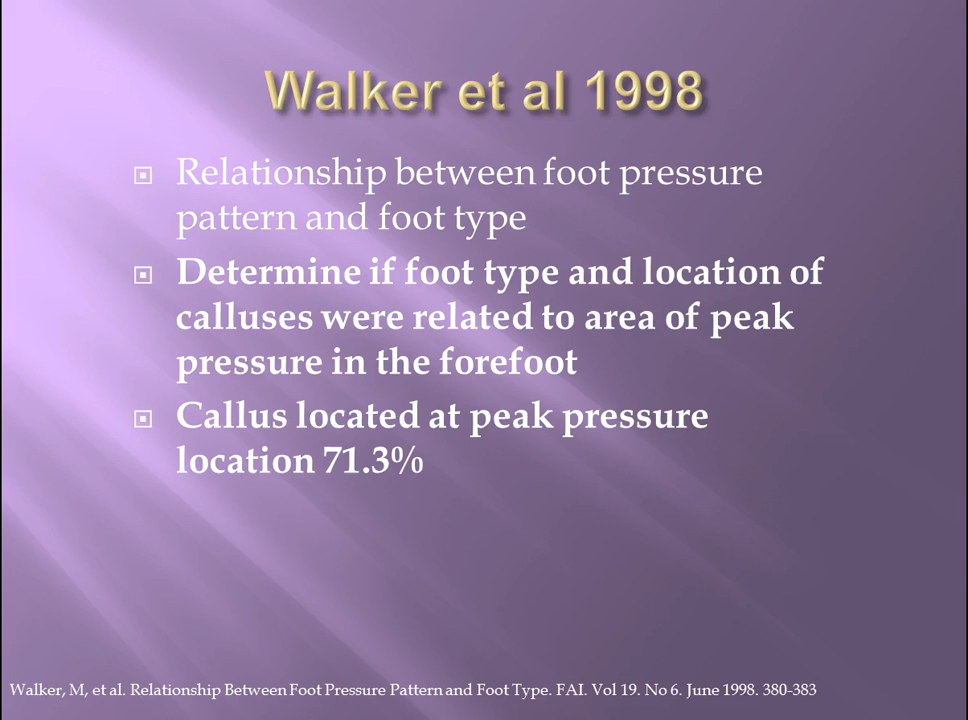 Walker et al 1998
Relationship between foot pressure
pattern and foot type
Determine if foot type and location of
calluses were related to area of peak
pressure in the forefoot
Callus located at peak pressure
location 71.3%
Walker, M, et al. Relationship Between Foot Pressure Pattern and Foot Type. FAI. Vol 19. No 6. June 1998. 380-383